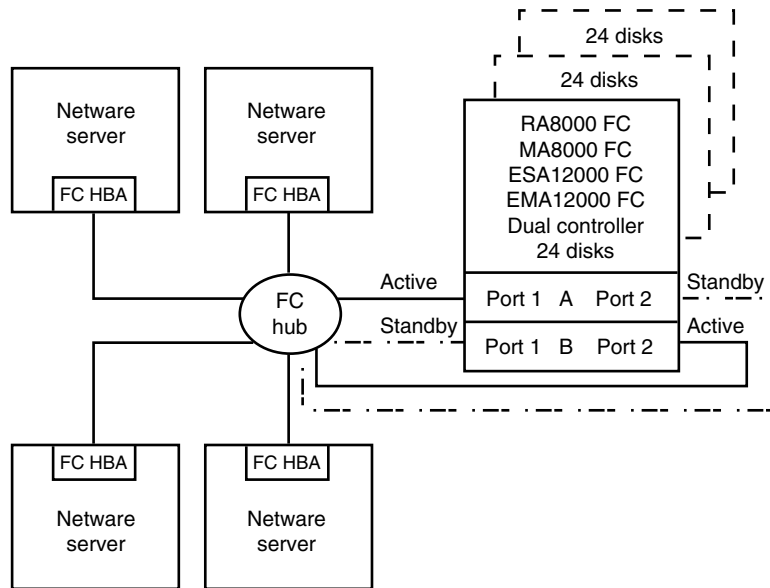 24 disks
24 disks
Netware
server
FC HBA
Netware
server
FC HBA
RA8000 FC
MA8000 FC
ESA12000 FC
EMA12000 FC
Dual controller
24 disks
FC
hub
Active
Port 1 A Port 2
Standby
Standby
Port 1 B Port 2
Active
FC HBA
Netware
server
FC HBA
Netware
server